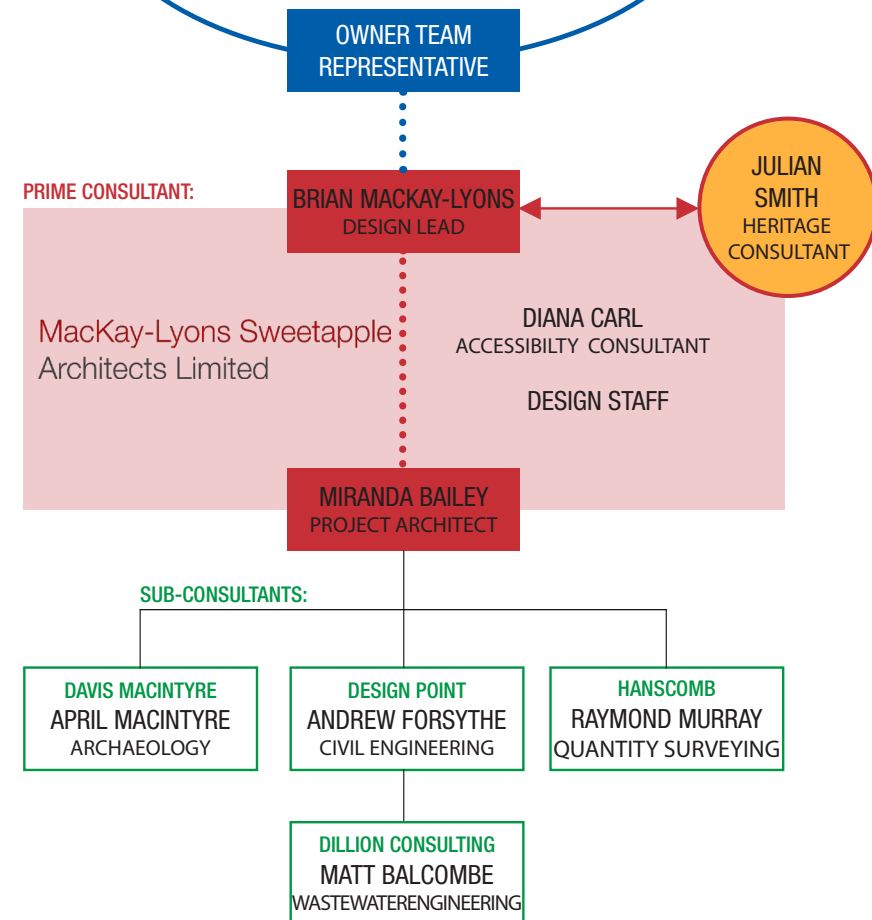 OWNER TEAM
REPRESENTATIVE
PRIME CONSULTANT:
BRIAN MACKAY-LYONS
DESIGN LEAD
JULIAN
SMITH
HERITAGE
CONSULTANT
MacKay-Lyons Sweetapple
Architects Limited
DIANA CARL
ACCESSIBILTY CONSULTANT
DESIGN STAFF
MIRANDA BAILEY
PROJECT ARCHITECT
SUB-CONSULTANTS:
DAVIS MACINTYRE
APRIL MACINTYRE
ARCHAEOLOGY
DESIGN POINT
ANDREW FORSYTHE
CIVIL ENGINEERING
HANSCOMB
RAYMOND MURRAY
QUANTITY SURVEYING
DILLION CONSULTING
MATT BALCOMBE
WASTEWATERENGINEERING